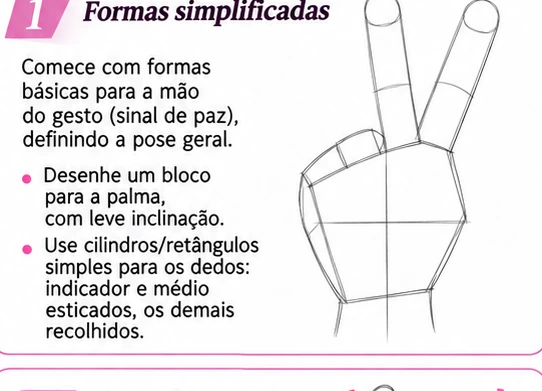 1 Formas simplificadas
Comece com formas
básicas para a mão
do gesto (sinal de paz),
definindo a pose geral.
• Desenhe um bloco
para a palma,
com leve inclinação.
• Use cilindros/retângulos
simples para os dedos:
indicador e médio
esticados, os demais
recolhidos.